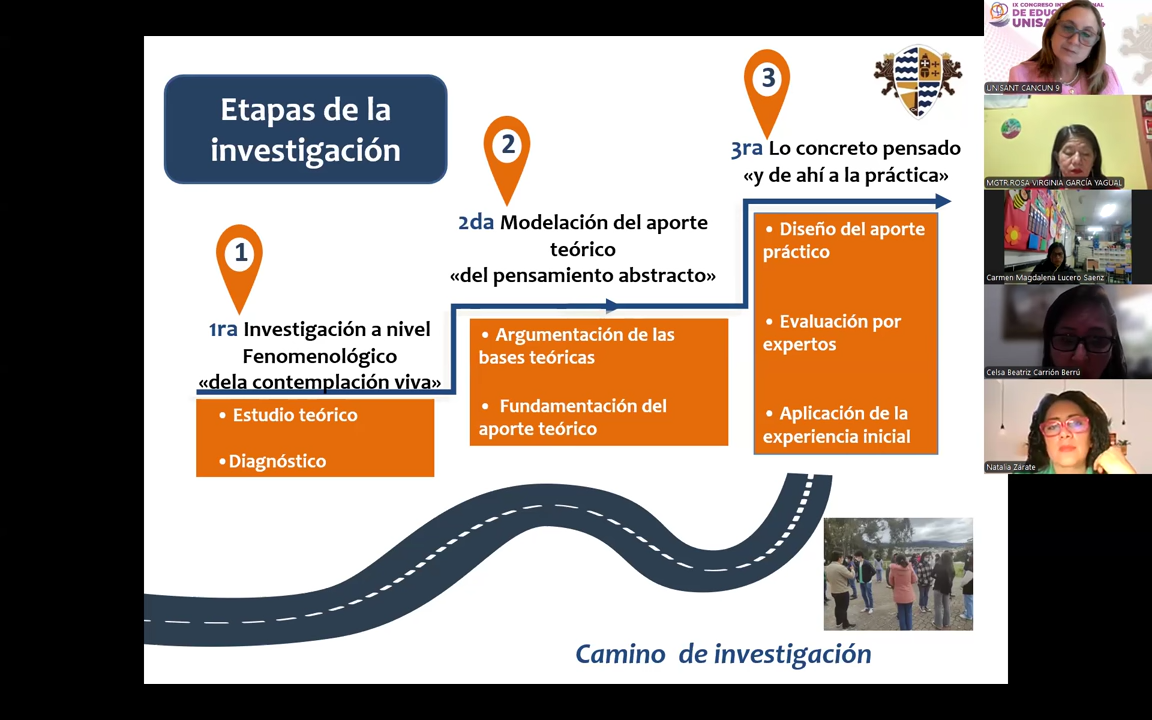 Etapas de la
investigación
1
1ra Investigación a nivel
Fenomenológico
«dela contemplación viva»
• Estudio teórico
•Diagnóstico
2
2da Modelación del aporte
teórico
«del pensamiento abstracto»
• Argumentación de las
bases teóricas
• Fundamentación del
aporte teórico
3
3ra Lo concreto pensado
«y de ahí a la práctica»
• Diseño del aporte
práctico
• Evaluación por
expertos
• Aplicación de la
experiencia inicial
Camino de investigación
IX CONGRESO
DE
UNISANT CANCUN 9
MGTR.ROSA VIRGINIA GARCÍA YAGUAL
Carmen Magdalena Lucero Saenz
Celsa Beatriz Carrión Berrú
Natalia Zárate